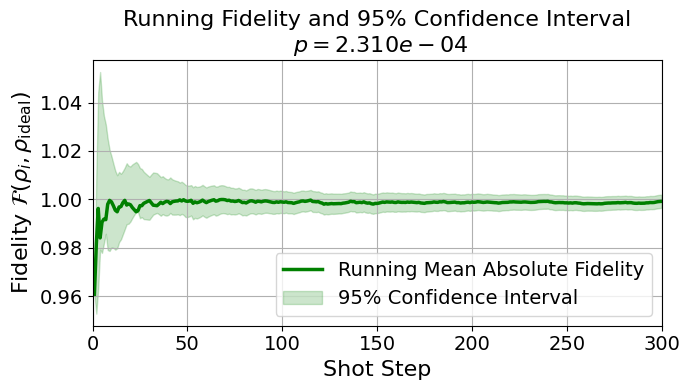 Running Fidelity and 95% Confidence Interval
p = 2.310e − 04
Fidelity 𝓕(ρᵢ, ρ_ideal)
1.04
1.02
1.00
0.98
0.96
Running Mean Absolute Fidelity
95% Confidence Interval
0 50 100 150 200 250 300
Shot Step